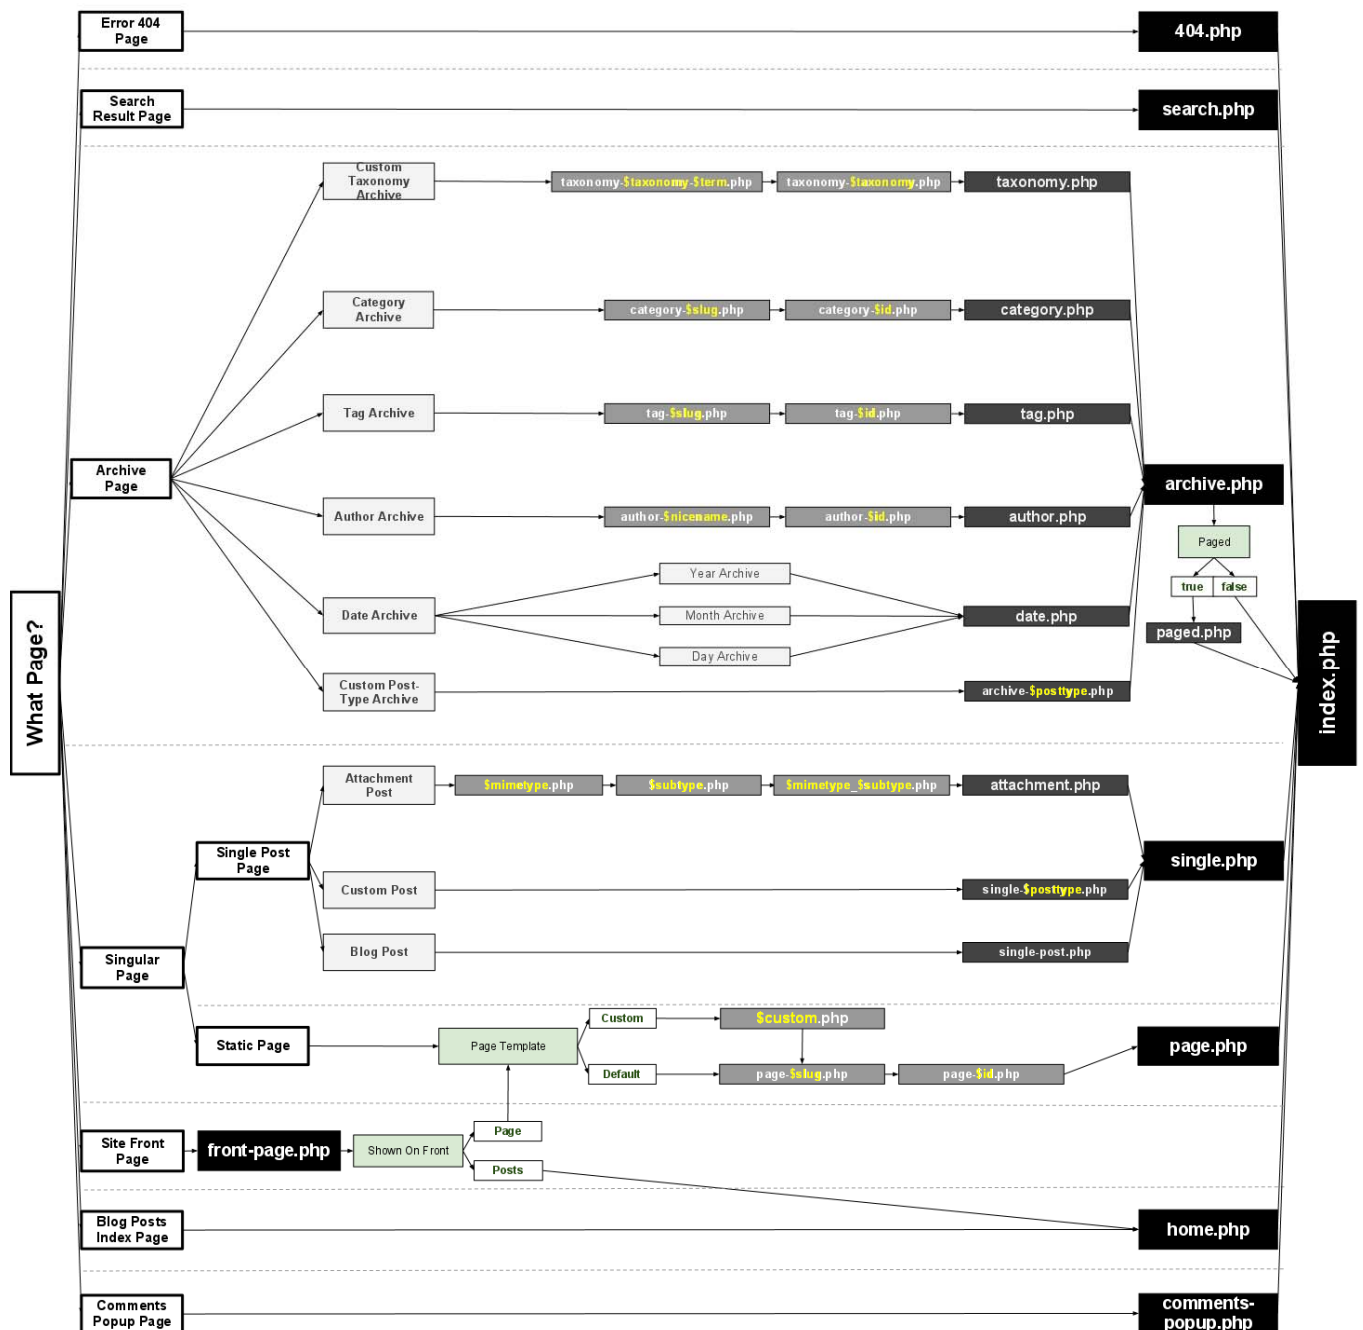 Error 404
Page
404.php
Search
Result Page
search.php
Custom
Taxonomy
Archive
taxonomy-$taxonomy-$term.php
taxonomy-$taxonomy.php
taxonomy.php
Category
Archive
category-$slug.php
category-$id.php
category.php
Tag Archive
tag-$slug.php
tag-$id.php
tag.php
Archive
Page
archive.php
Author Archive
author-$nicename.php
author-$id.php
author.php
Paged
true
false
paged.php
Year Archive
Date Archive
Month Archive
date.php
Day Archive
What Page?
index.php
Custom Post-
Type Archive
archive-$posttype.php
Attachment
Post
$mimetype.php
$subtype.php
$mimetype_$subtype.php
attachment.php
Single Post
Page
single.php
Custom Post
single-$posttype.php
Blog Post
single-post.php
Singular
Page
Static Page
Page Template
Custom
$custom.php
Default
page-$slug.php
page-$id.php
page.php
Site Front
Page
front-page.php
Shown On Front
Page
Posts
Blog Posts
Index Page
home.php
Comments
Popup Page
comments-
popup.php